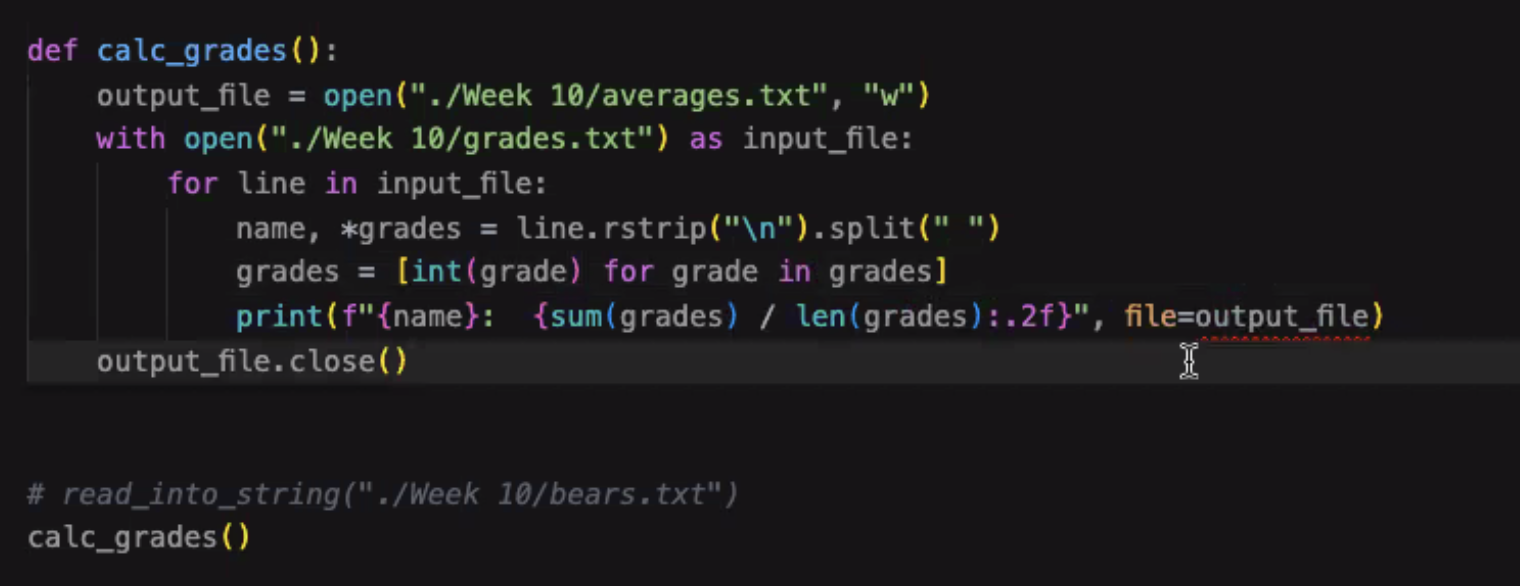 def calc_grades():
    output_file = open("./Week 10/averages.txt", "w")
    with open("./Week 10/grades.txt") as input_file:
        for line in input_file:
            name, *grades = line.rstrip("\n").split(" ")
            grades = [int(grade) for grade in grades]
            print(f"{name}:  {sum(grades) / len(grades):.2f}", file=output_file)
    output_file.close()
# read_into_string("./Week 10/bears.txt")
calc_grades()